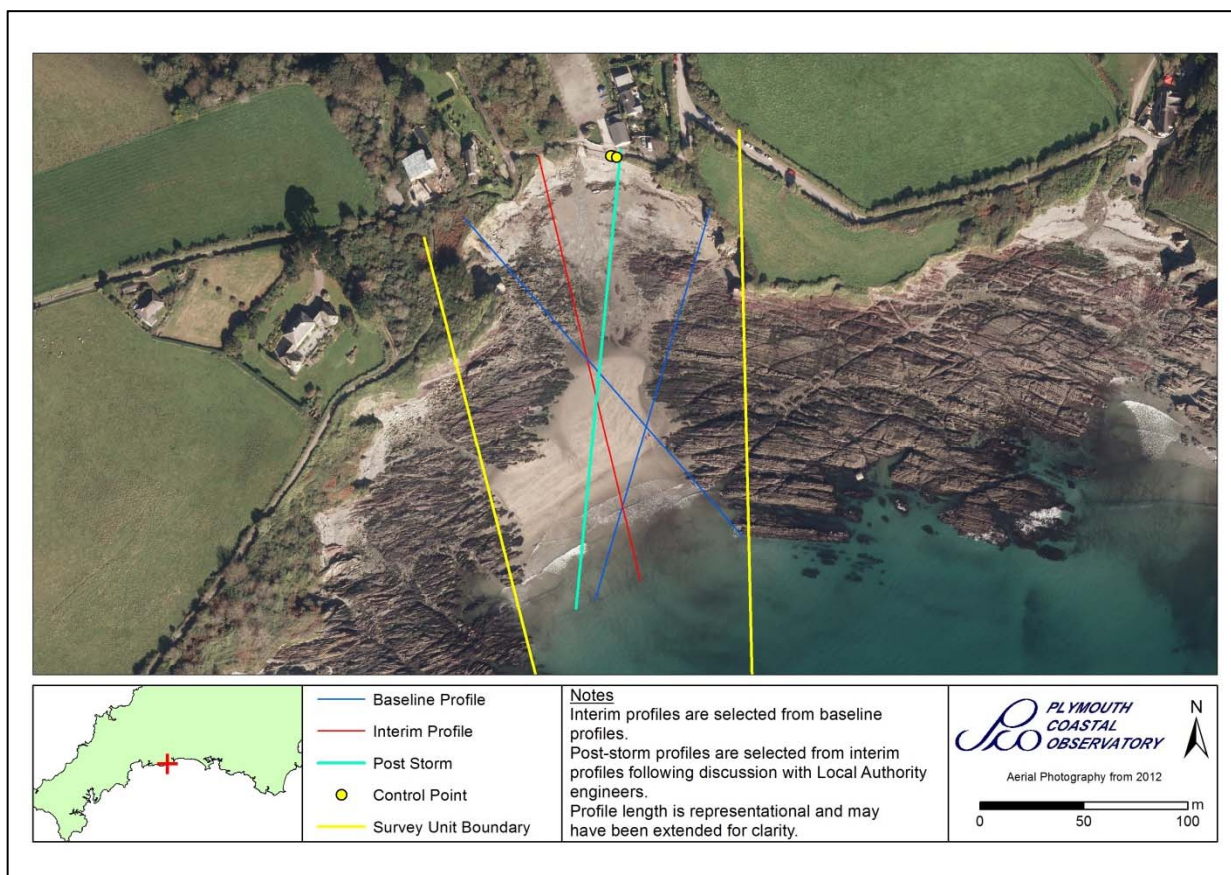 Baseline Profile
Interim Profile
Post Storm
Control Point
Survey Unit Boundary
Notes
Interim profiles are selected from baseline
profiles.
Post-storm profiles are selected from interim
profiles following discussion with Local Authority
engineers.
Profile length is representational and may
have been extended for clarity.
PCO
PLYMOUTH
COASTAL
OBSERVATORY
N
Aerial Photography from 2012
m
0 50 100